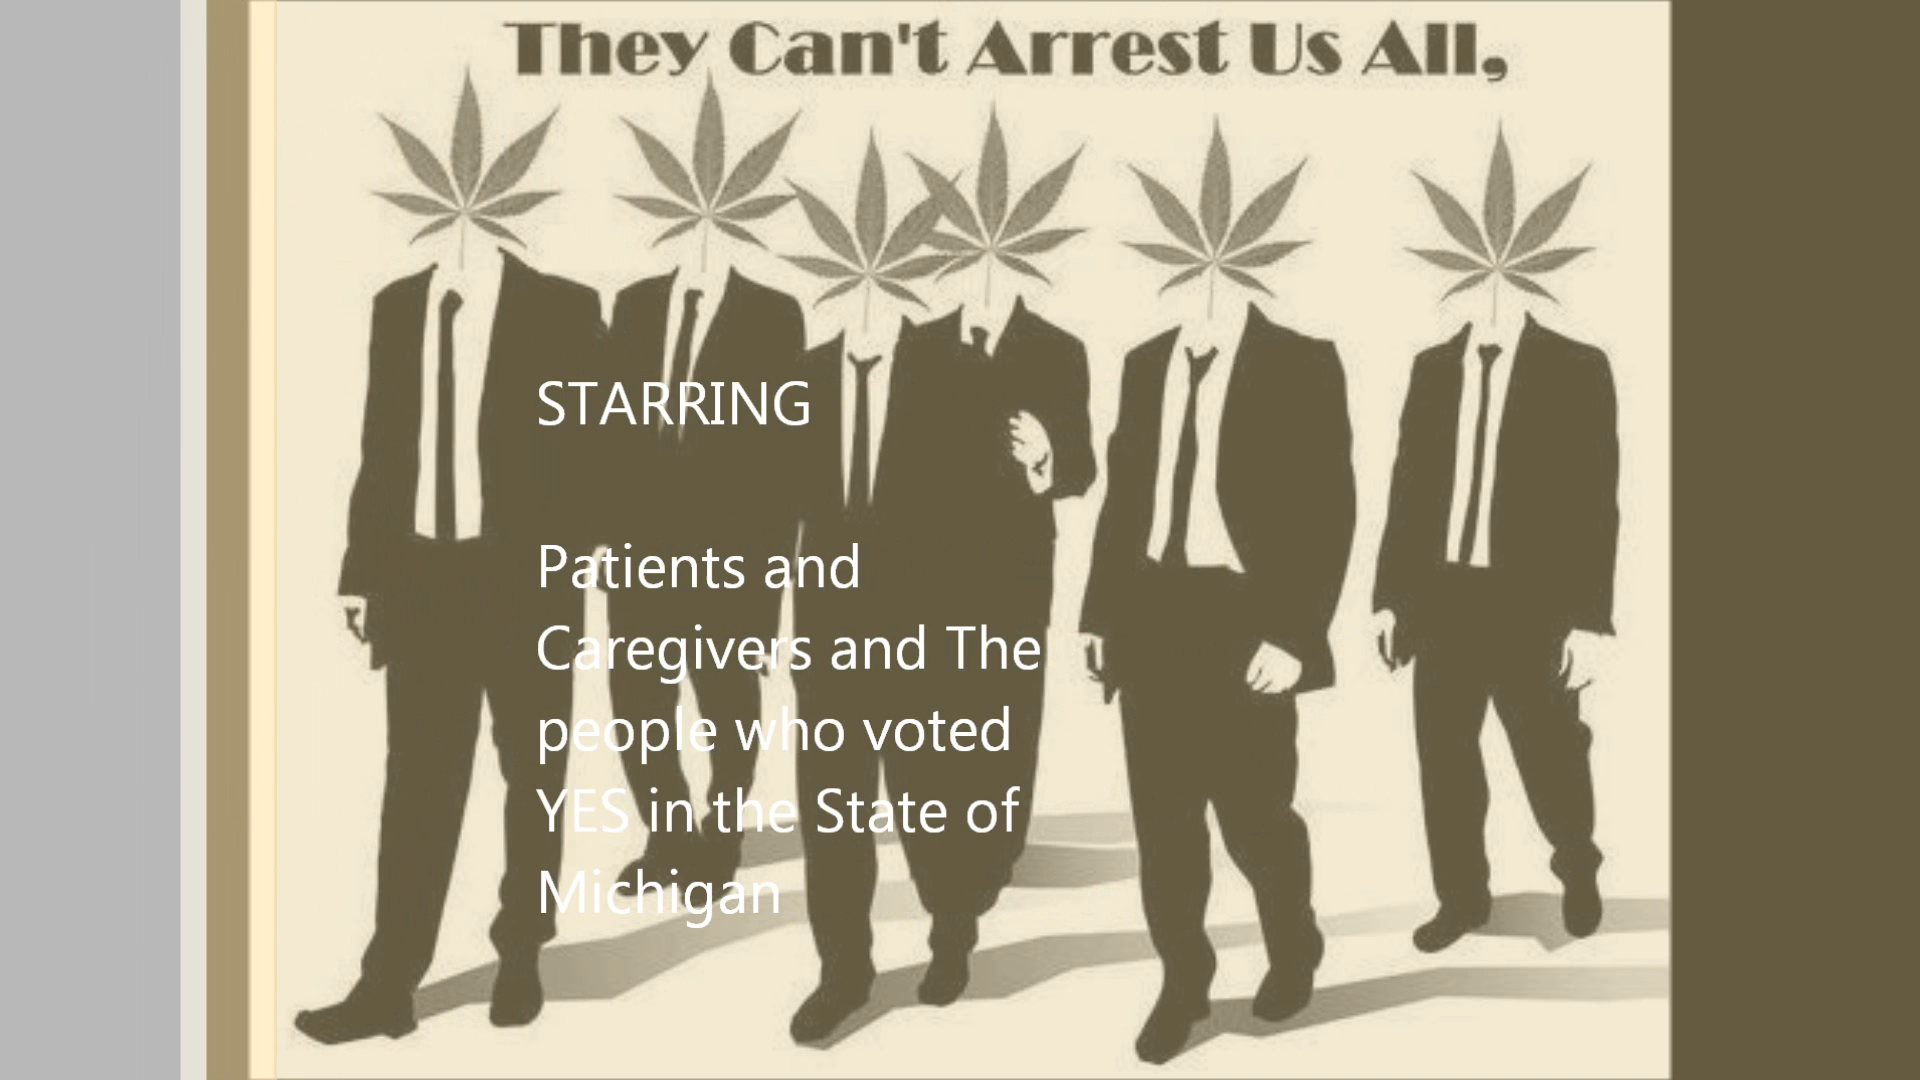 They Can't Arrest Us All,
STARRING
Patients and
Caregivers and The
people who voted
YES in the State of
Michigan